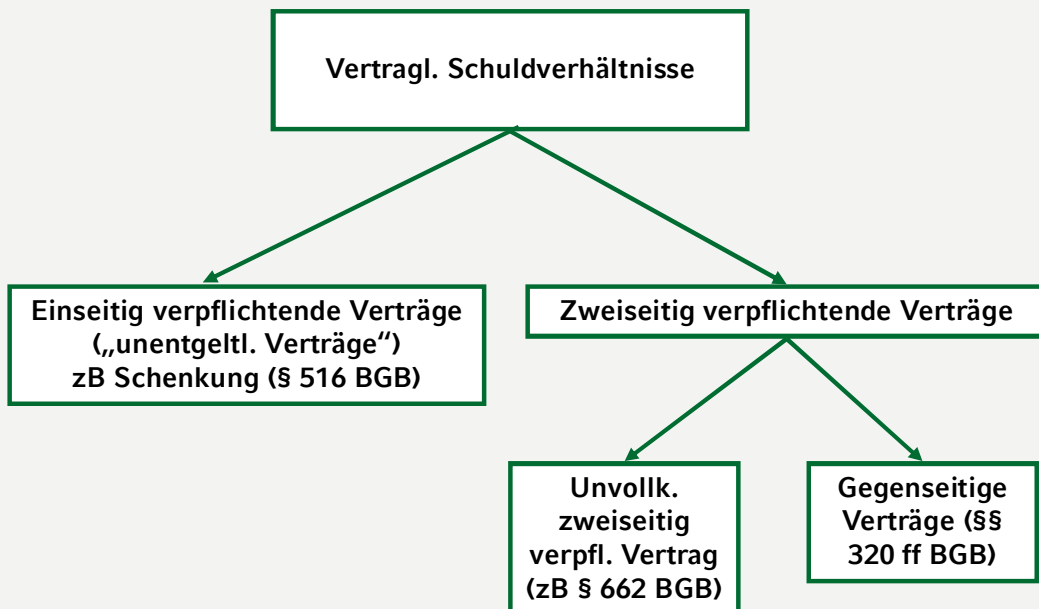 Vertragl. Schuldverhältnisse
Einseitig verpflichtende Verträge
(„unentgeltl. Verträge“)
zB Schenkung (§ 516 BGB)
Zweiseitig verpflichtende Verträge
Unvollk.
zweiseitig
verpfl. Vertrag
(zB § 662 BGB)
Gegenseitige
Verträge (§§
320 ff BGB)